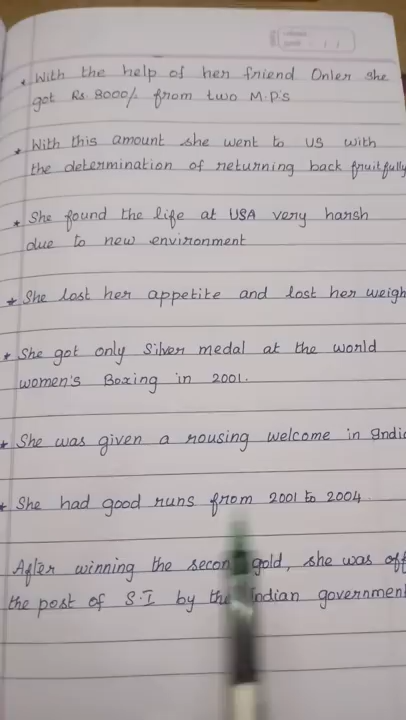 * With the help of her friend Onler she
got Rs. 8000/- from two M.P's
* With this amount she went to US with
the determination of returning back fruitfully
* She found the life at USA very harsh
due to new environment
* She lost her appetite and lost her weigh
* She got only Silver medal at the world
women's Boxing in 2001.
* She was given a rousing welcome in India
* She had good runs from 2001 to 2004
After winning the second gold, she was off
the post of S.I by the Indian government